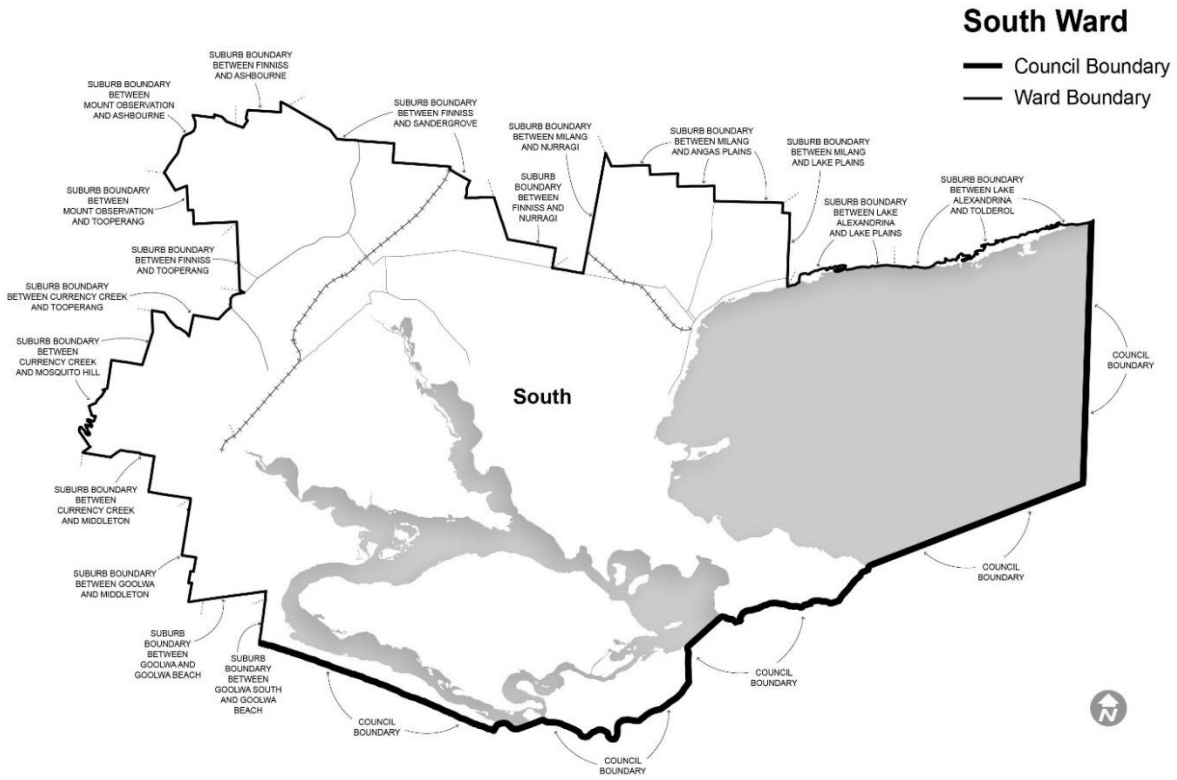 South Ward
Council Boundary
Ward Boundary
SUBURB BOUNDARY
BETWEEN FINNISS
AND ASHBOURNE
SUBURB BOUNDARY
BETWEEN
MOUNT OBSERVATION
AND ASHBOURNE
SUBURB BOUNDARY
BETWEEN FINNISS
AND SANDERGROVE
SUBURB BOUNDARY
BETWEEN MILANG
AND NURRAGI
SUBURB BOUNDARY
BETWEEN MILANG
AND ANGAS PLAINS
SUBURB BOUNDARY
BETWEEN MILANG
AND LAKE PLAINS
SUBURB
BOUNDARY
BETWEEN
FINNISS AND
NURRAGI
SUBURB BOUNDARY
BETWEEN LAKE
ALEXANDRINA
AND LAKE PLAINS
SUBURB BOUNDARY
BETWEEN LAKE
ALEXANDRINA
AND TOLDEROL
SUBURB BOUNDARY
BETWEEN
MOUNT OBSERVATION
AND TOOPERANG
SUBURB BOUNDARY
BETWEEN FINNISS
AND TOOPERANG
SUBURB BOUNDARY
BETWEEN CURRENCY CREEK
AND TOOPERANG
SUBURB BOUNDARY
BETWEEN
CURRENCY CREEK
AND MOSQUITO HILL
COUNCIL
BOUNDARY
South
SUBURB BOUNDARY
BETWEEN
CURRENCY CREEK
AND MIDDLETON
SUBURB BOUNDARY
BETWEEN GOOLWA
AND MIDDLETON
COUNCIL
BOUNDARY
SUBURB
BOUNDARY
BETWEEN
GOOLWA AND
GOOLWA BEACH
SUBURB
BOUNDARY
BETWEEN
GOOLWA SOUTH
AND GOOLWA
BEACH
COUNCIL
BOUNDARY
COUNCIL
BOUNDARY
COUNCIL
BOUNDARY
N